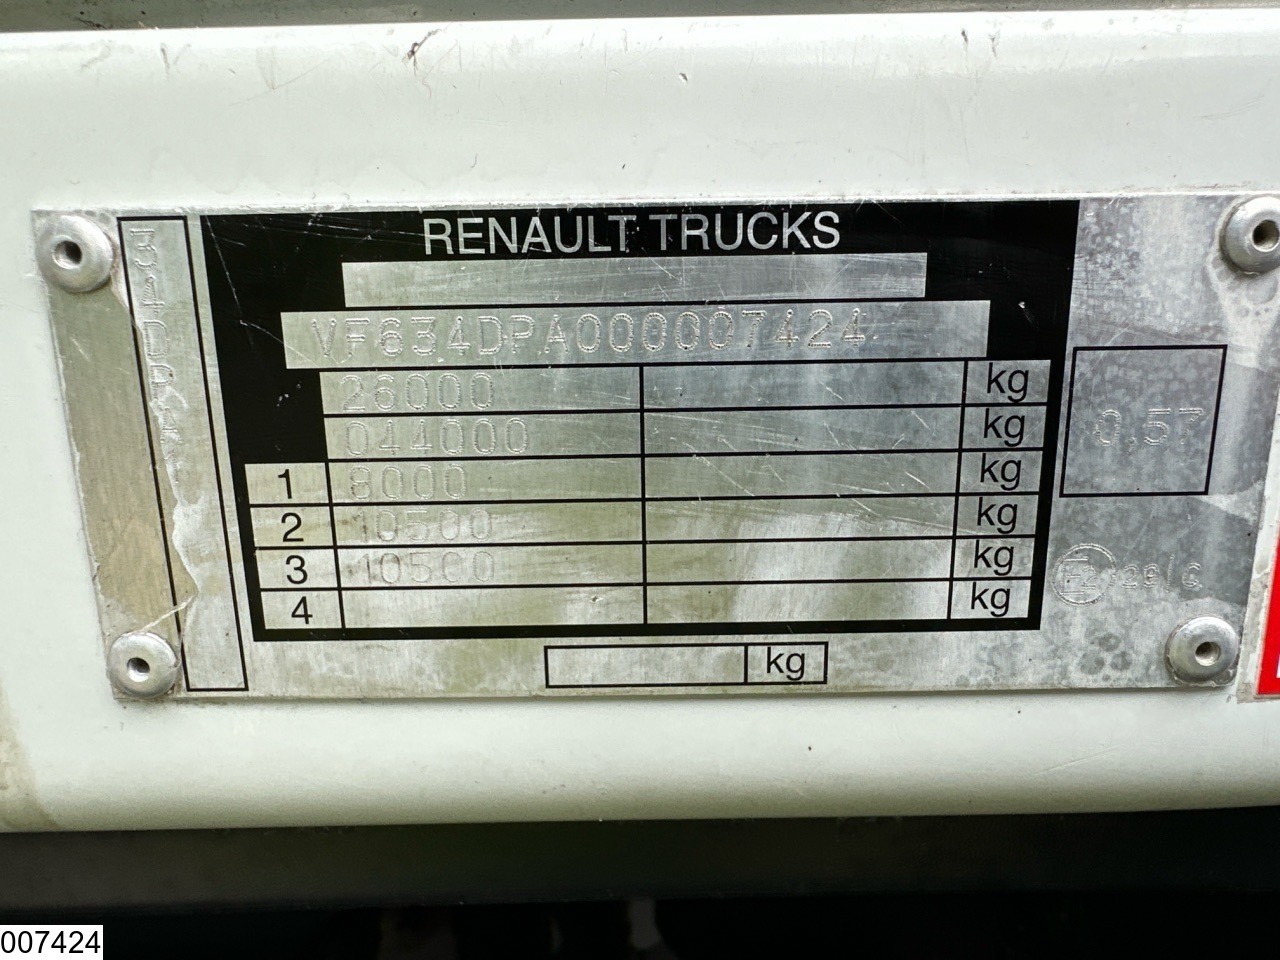 RENAULT TRUCKS
VF634DPA000007424
26000 kg
044000 kg
1 8000 kg
2 10500 kg
3 10500 kg
4 kg
kg
0,57
007424